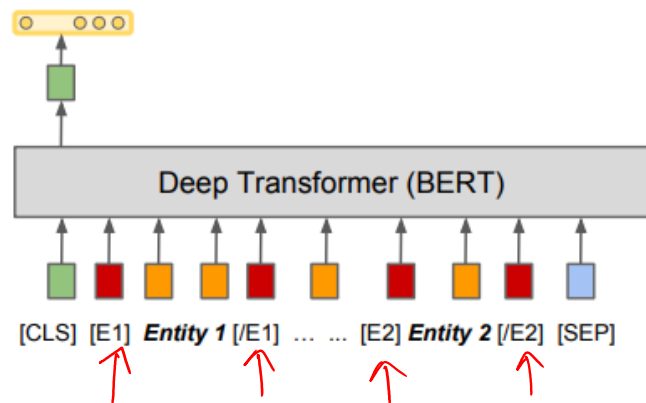 Deep Transformer (BERT)
[CLS] [E1] Entity 1 [/E1] ... ... [E2] Entity 2 [/E2] [SEP]